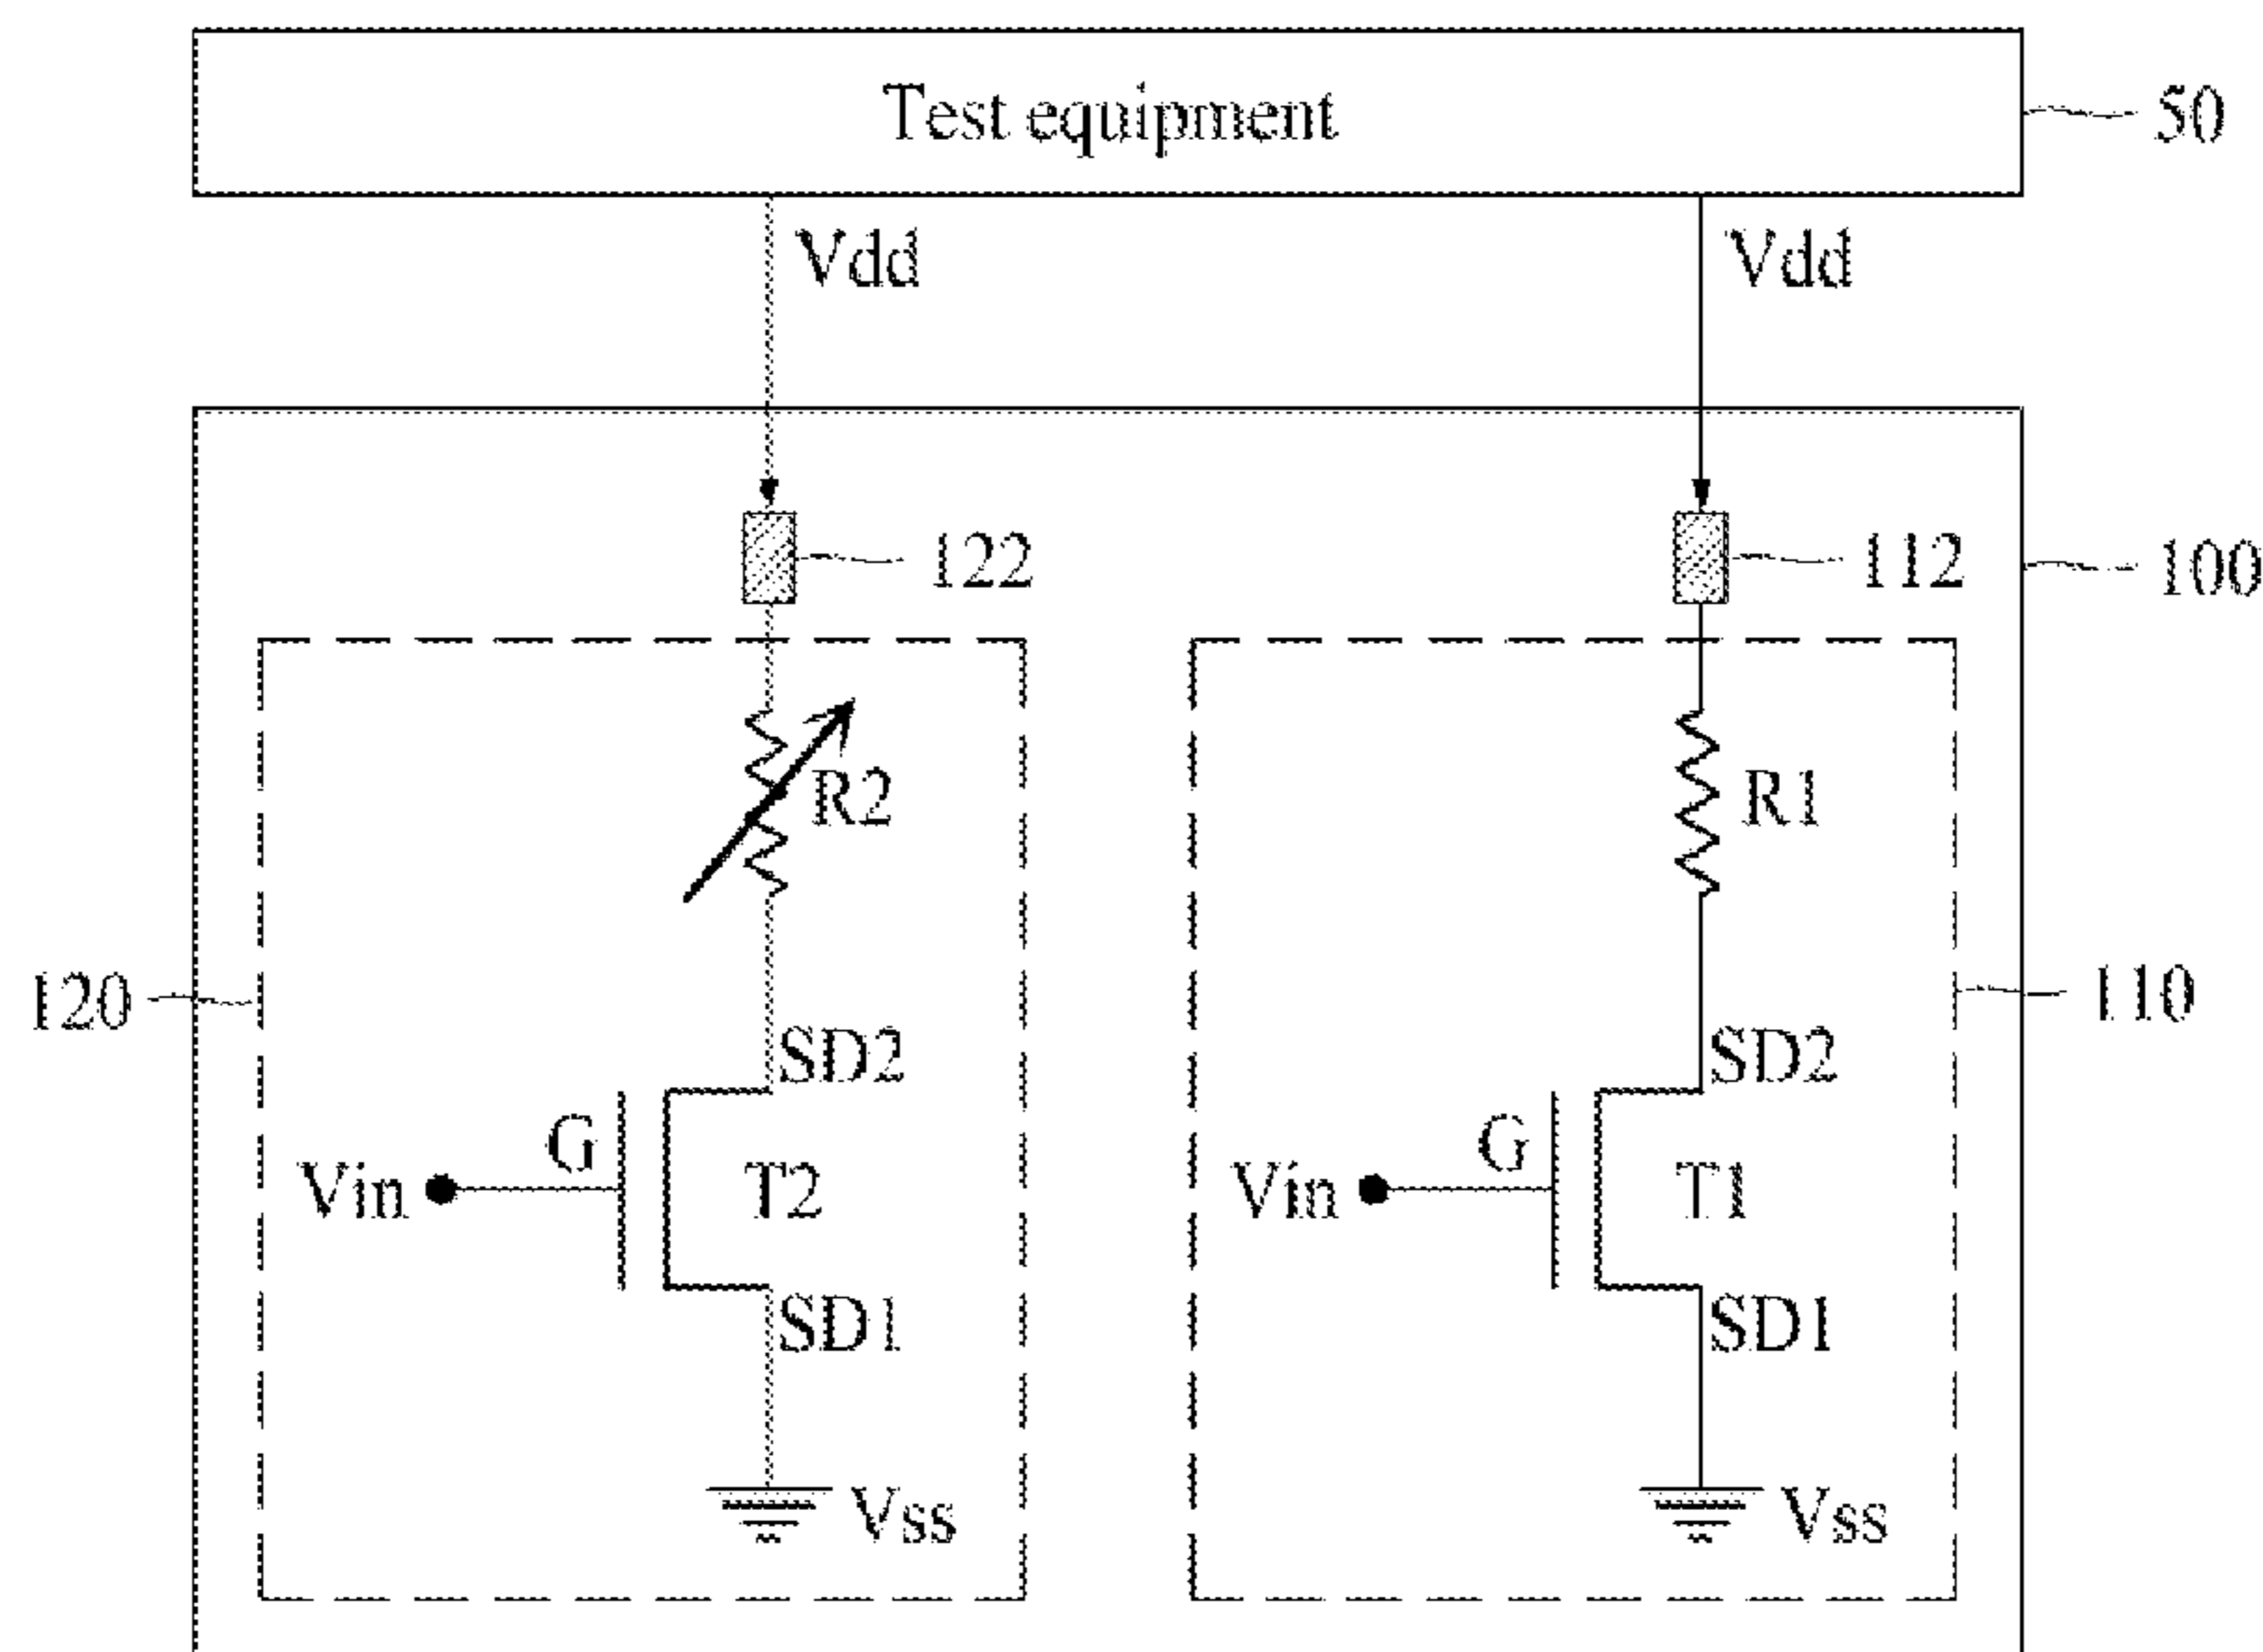 Test equipment
50
Vdd
Vdd
122
112
100
R2
R1
120
110
SD2
SD2
G
G
Vin
T2
Vin
T1
SD1
SD1
Vss
Vss